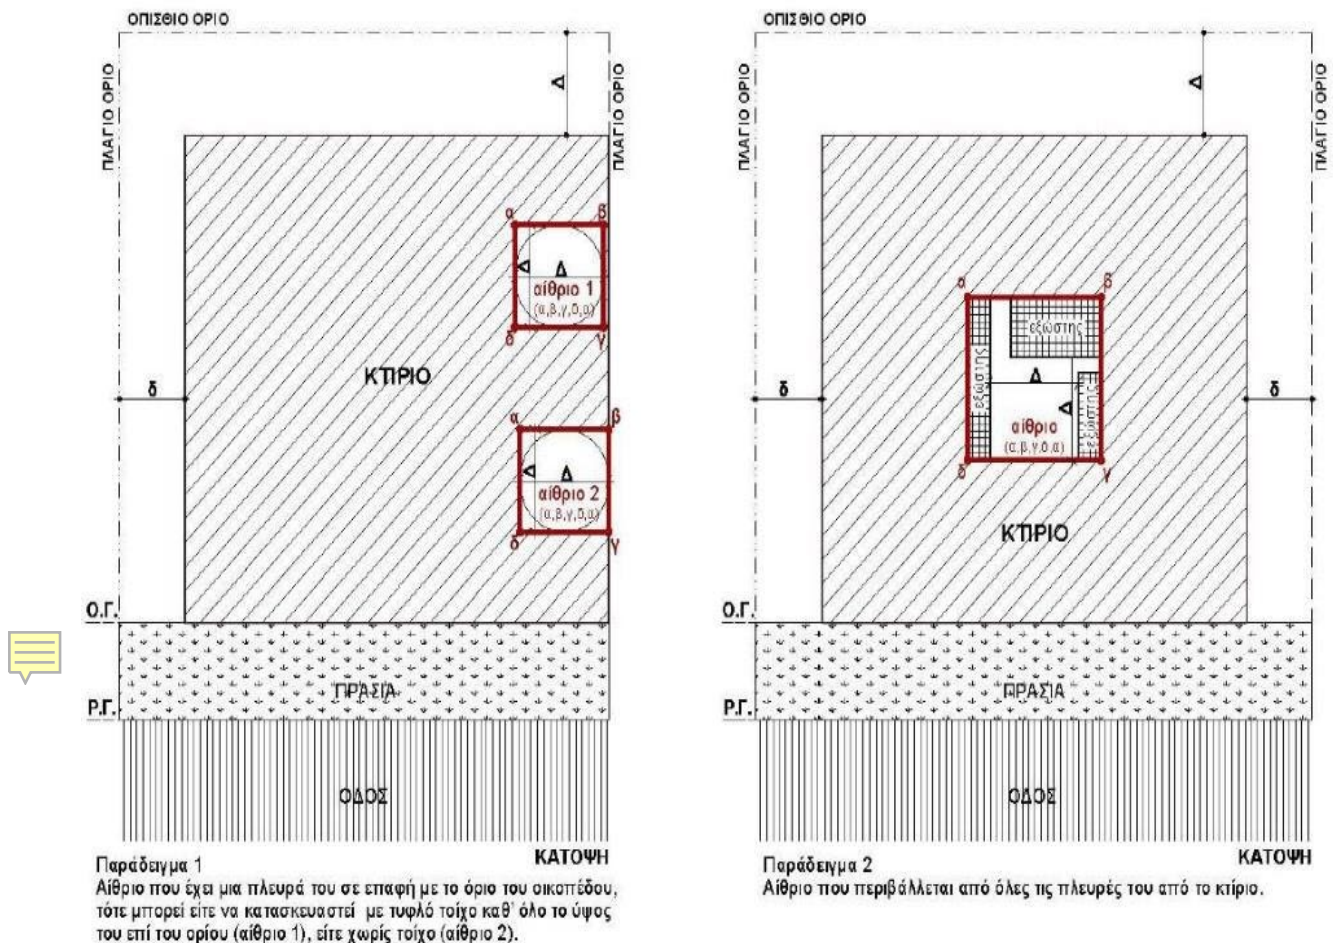 ΟΠΙΣΘΙΟ ΟΡΙΟ
ΠΛΑΓΙΟ ΟΡΙΟ
ΠΛΑΓΙΟ ΟΡΙΟ
Δ
α
β
Δ
Δ
αίθριο 1
(α,β,γ,δ,α)
δ
γ
ΚΤΙΡΙΟ
δ
α
β
Δ
Δ
αίθριο 2
(α,β,γ,δ,α)
δ
γ
Ο.Γ.
ΠΡΑΣΙΑ
Ρ.Γ.
ΟΔΟΣ
ΚΑΤΟΨΗ
Παράδειγμα 1
Αίθριο που έχει μια πλευρά του σε επαφή με το όριο του οικοπέδου,
τότε μπορεί είτε να κατασκευαστεί με τυφλό τοίχο καθ' όλο το ύψος
του επί του ορίου (αίθριο 1), είτε χωρίς τοίχο (αίθριο 2).
ΟΠΙΣΘΙΟ ΟΡΙΟ
ΠΛΑΓΙΟ ΟΡΙΟ
ΠΛΑΓΙΟ ΟΡΙΟ
Δ
α
β
εξώστης
εξώστης
εξώστης
Δ
Δ
αίθριο
(α,β,γ,δ,α)
δ
γ
δ
δ
ΚΤΙΡΙΟ
Ο.Γ.
ΠΡΑΣΙΑ
Ρ.Γ.
ΟΔΟΣ
ΚΑΤΟΨΗ
Παράδειγμα 2
Αίθριο που περιβάλλεται από όλες τις πλευρές του από το κτίριο.